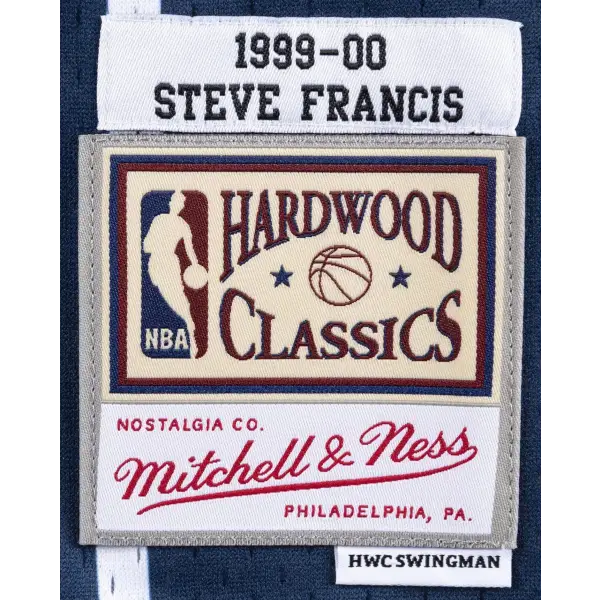 1999-00
STEVE FRANCIS
HARDWOOD
CLASSICS
NBA
NOSTALGIA CO.
Mitchell & Ness
PHILADELPHIA, PA.
HWC SWINGMAN